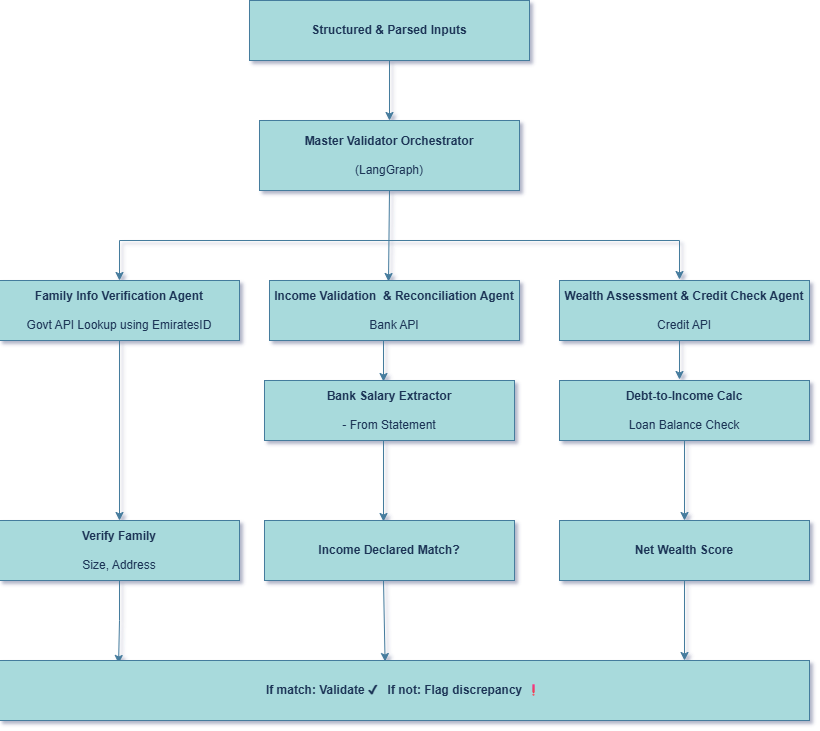 Structured & Parsed Inputs
Master Validator Orchestrator
(LangGraph)
Family Info Verification Agent
Govt API Lookup using EmiratesID
Income Validation & Reconciliation Agent
Bank API
Wealth Assessment & Credit Check Agent
Credit API
Bank Salary Extractor
- From Statement
Debt-to-Income Calc
Loan Balance Check
Verify Family
Size, Address
Income Declared Match?
Net Wealth Score
If match: Validate ✔ If not: Flag discrepancy ❗